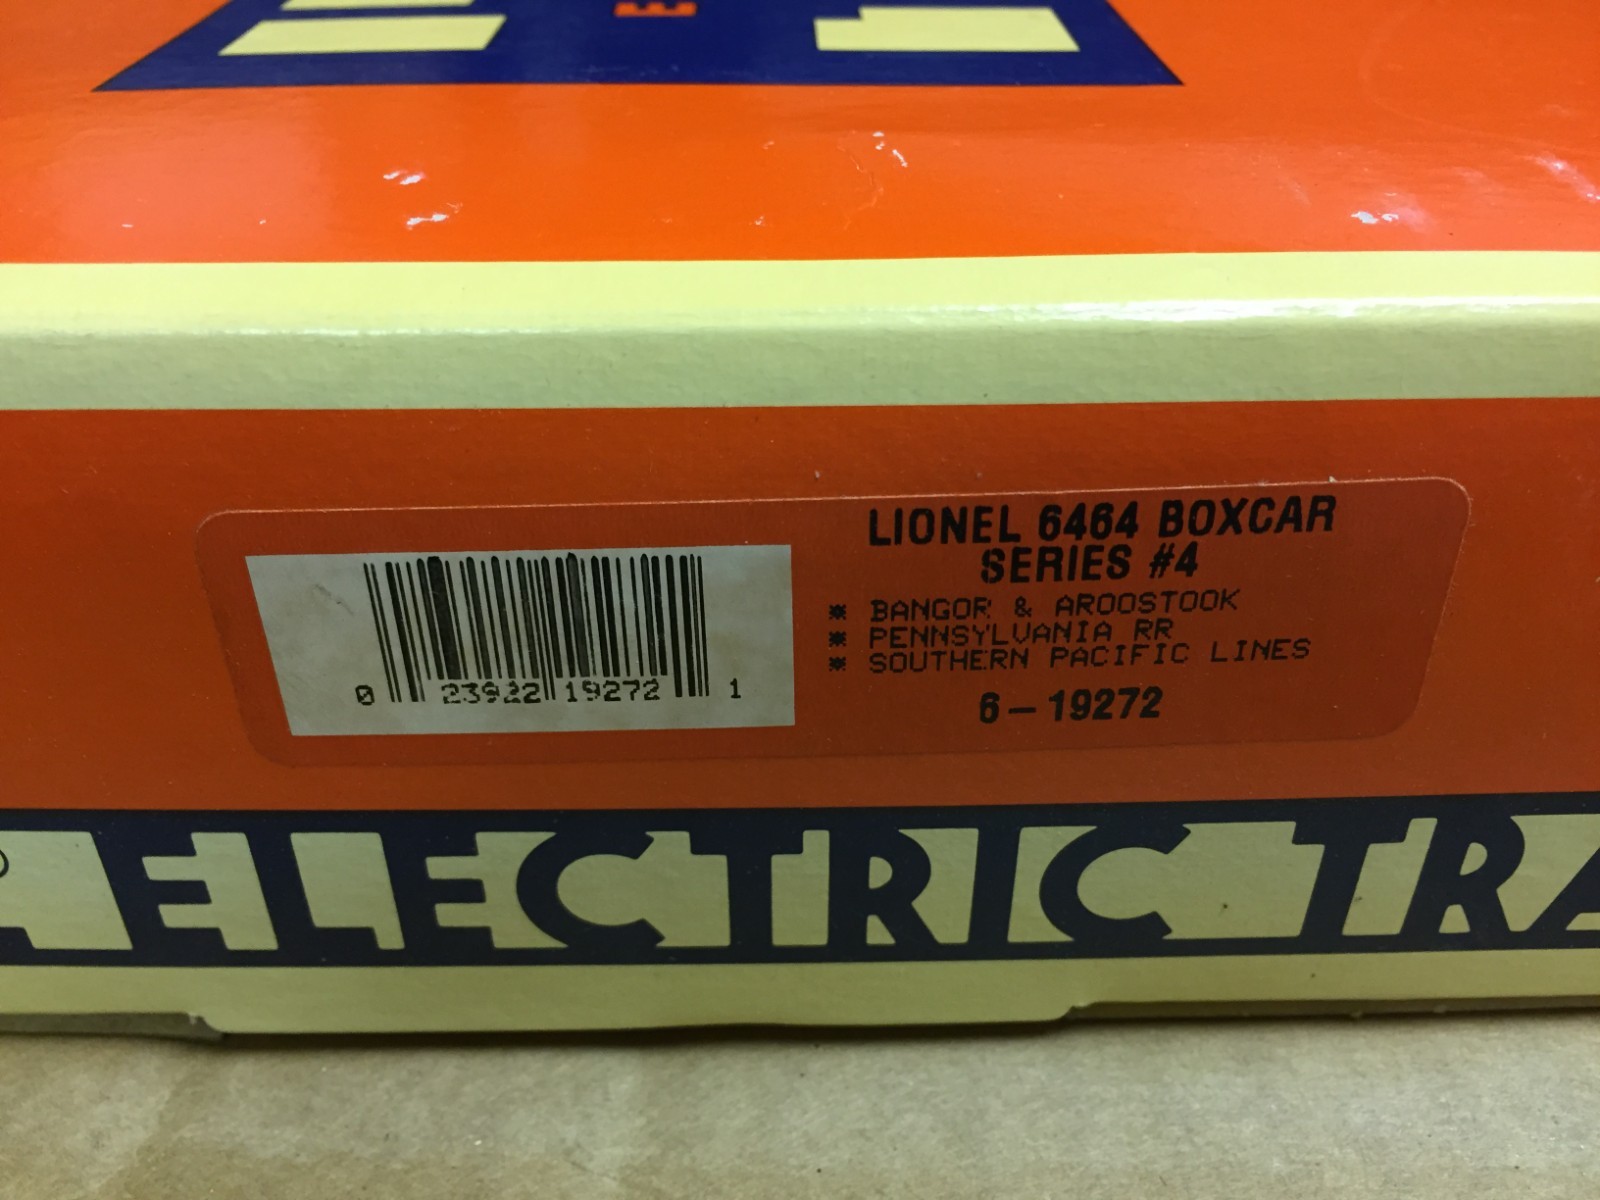 E
LIONEL 6464 BOXCAR
SERIES #4
* BANGOR & AROOSTOOK
* PENNSYLVANIA RR
* SOUTHERN PACIFIC LINES
6-19272
0 23922 19272 1
ELECTRIC TRA